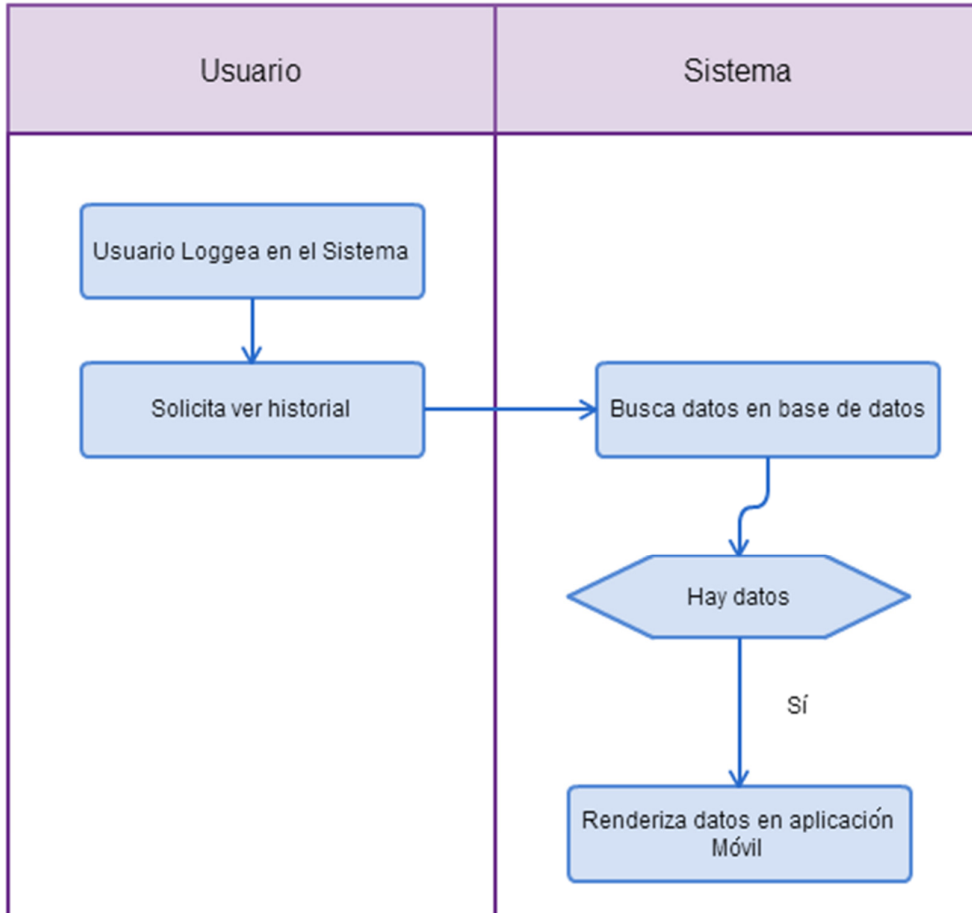 Usuario
Sistema
Usuario Loggea en el Sistema
Solicita ver historial
Busca datos en base de datos
Hay datos
Sí
Renderiza datos en aplicación
Móvil